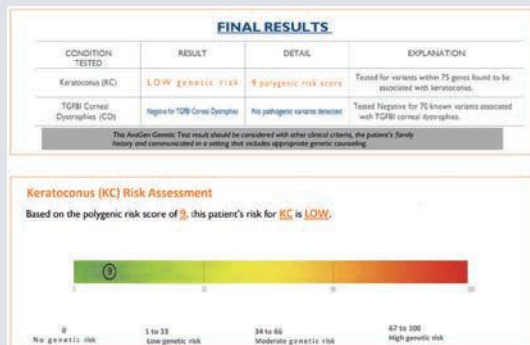 FINAL RESULTS
CONDITION TESTED RESULT DETAIL EXPLANATION
Keratoconus (KC) LOW genetic risk 9 polygenic risk score Tested for variants within 75 genes found to be associated with keratoconus.
TGFBI Corneal Dystrophies (CD) Negative for TGFBI Corneal Dystrophies No pathogenic variants detected Tested Negative for 70 known variants associated with TGFBI corneal dystrophies.
This AvaGen Genetic Test result should be considered with other clinical criteria, the patient's family
history and communicated in a setting that includes appropriate genetic counseling.
Keratoconus (KC) Risk Assessment
Based on the polygenic risk score of 9, this patient's risk for KC is LOW.
9
0 1 to 33 34 to 66 67 to 100
No genetic risk Low genetic risk Moderate genetic risk High genetic risk